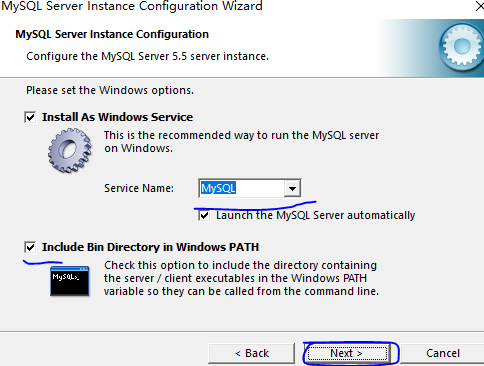 MySQL Server Instance Configuration Wizard
MySQL Server Instance Configuration
Configure the MySQL Server 5.5 server instance.
Please set the Windows options.
Install As Windows Service
This is the recommended way to run the MySQL server
on Windows.
Service Name: MySQL
Launch the MySQL Server automatically
Include Bin Directory in Windows PATH
Check this option to include the directory containing
the server / client executables in the Windows PATH
variable so they can be called from the command line.
MySQL>_
< Back Next > Cancel